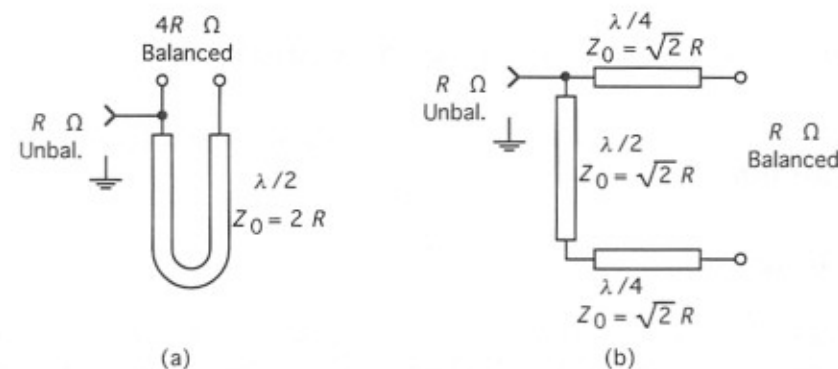 4R Ω
Balanced
R Ω
Unbal.
λ/2
Z0 = 2 R
(a)
λ/4
Z0 = √2 R
R Ω
Unbal.
λ/2
Z0 = √2 R
R Ω
Balanced
λ/4
Z0 = √2 R
(b)